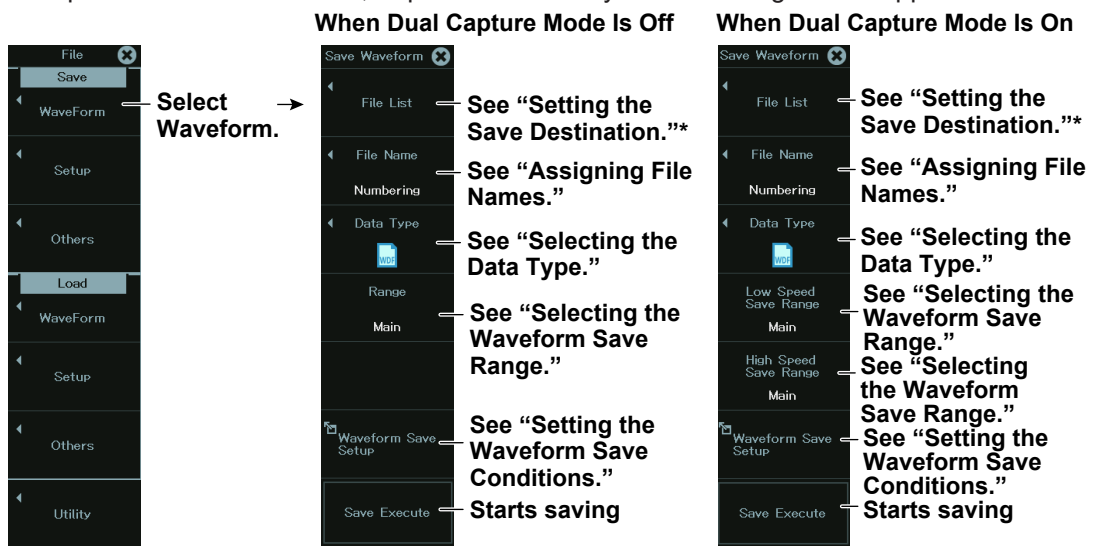 When Dual Capture Mode Is Off
When Dual Capture Mode Is On
File
Save
WaveForm
Setup
Others
Load
WaveForm
Setup
Others
Utility
Select
Waveform.
Save Waveform
File List
File Name
Numbering
Data Type
WDF
Range
Main
Waveform Save
Setup
Save Execute
See “Setting the
Save Destination.”*
See “Assigning File
Names.”
See “Selecting the
Data Type.”
See “Selecting the
Waveform Save
Range.”
See “Setting the
Waveform Save
Conditions.”
Starts saving
Save Waveform
File List
File Name
Numbering
Data Type
WDF
Low Speed
Save Range
Main
High Speed
Save Range
Main
Waveform Save
Setup
Save Execute
See “Setting the
Save Destination.”*
See “Assigning File
Names.”
See “Selecting the
Data Type.”
See “Selecting the
Waveform Save
Range.”
See “Selecting
the Waveform
Save Range.”
See “Setting the
Waveform Save
Conditions.”
Starts saving